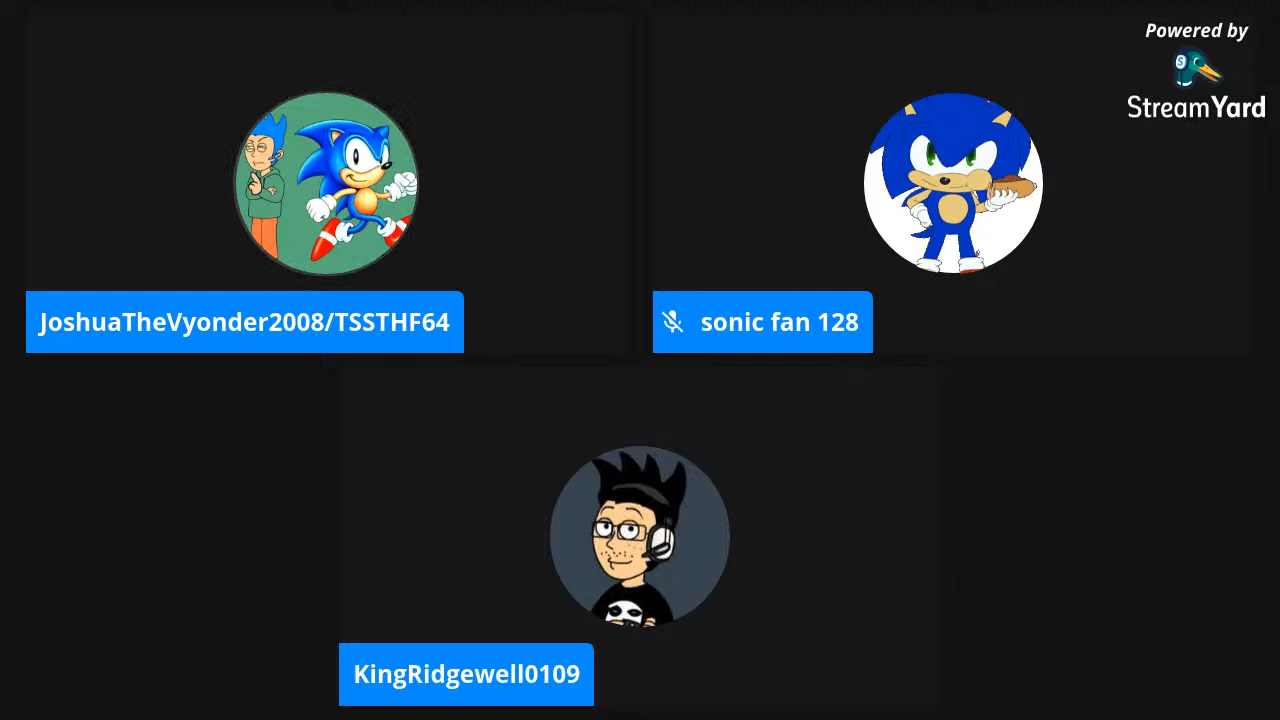 Powered by
StreamYard
JoshuaTheVyonder2008/TSSTHF64
sonic fan 128
KingRidgewell0109